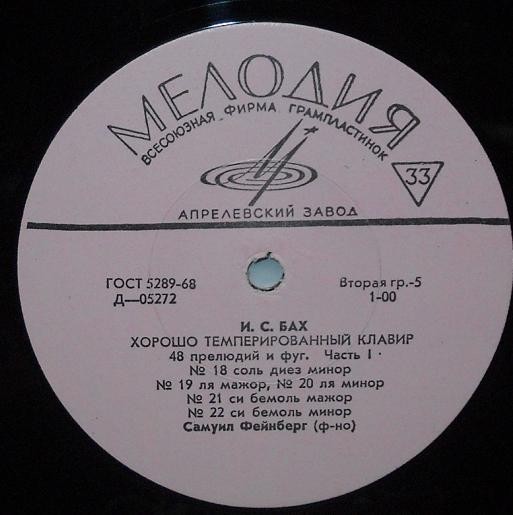 МЕЛОДИЯ
ВСЕСОЮЗНАЯ ФИРМА ГРАМПЛАСТИНОК
33
АПРЕЛЕВСКИЙ ЗАВОД
ГОСТ 5289-68 Вторая гр.-5
Д—05272 1-00
И. С. БАХ
ХОРОШО ТЕМПЕРИРОВАННЫЙ КЛАВИР
48 прелюдий и фуг. Часть I
№ 18 соль диез минор
№ 19 ля мажор, № 20 ля минор
№ 21 си бемоль мажор
№ 22 си бемоль минор
Самуил Фейнберг (ф-но)